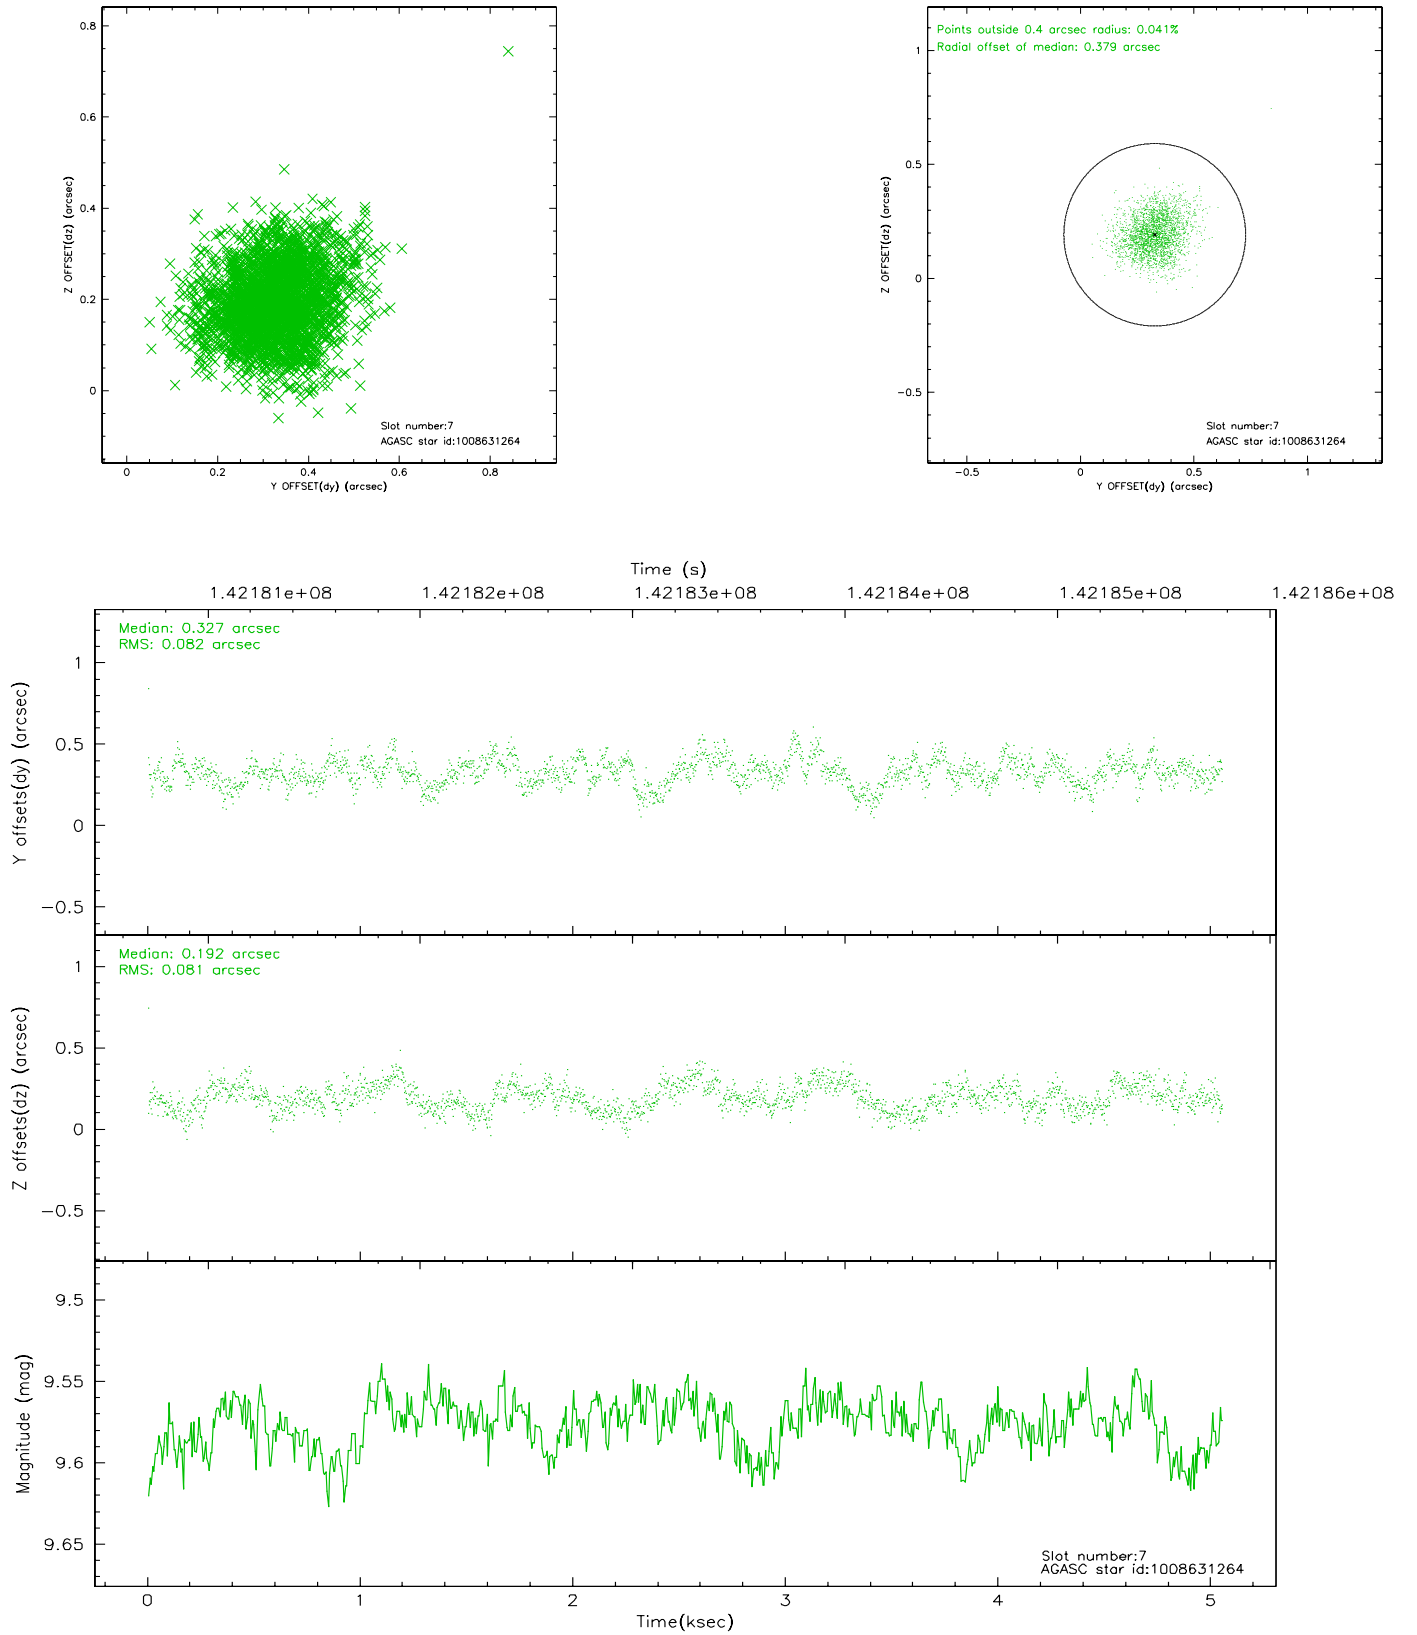 0.8
0.6
0.4
0.2
0
Z OFFSET(dz) (arcsec)
0 0.2 0.4 0.6 0.8
Y OFFSET(dy) (arcsec)
Slot number:7
AGASC star id:1008631264
Points outside 0.4 arcsec radius: 0.041%
Radial offset of median: 0.379 arcsec
1
0.5
0
−0.5
Z OFFSET(dz) (arcsec)
−0.5 0 0.5 1
Y OFFSET(dy) (arcsec)
Slot number:7
AGASC star id:1008631264
Time (s)
1.42181e+08 1.42182e+08 1.42183e+08 1.42184e+08 1.42185e+08 1.42186e+08
Median: 0.327 arcsec
RMS: 0.082 arcsec
1
0.5
0
−0.5
Y offsets(dy) (arcsec)
Median: 0.192 arcsec
RMS: 0.081 arcsec
1
0.5
0
−0.5
Z offsets(dz) (arcsec)
9.5
9.55
9.6
9.65
Magnitude (mag)
Slot number:7
AGASC star id:1008631264
0 1 2 3 4 5
Time(ksec)